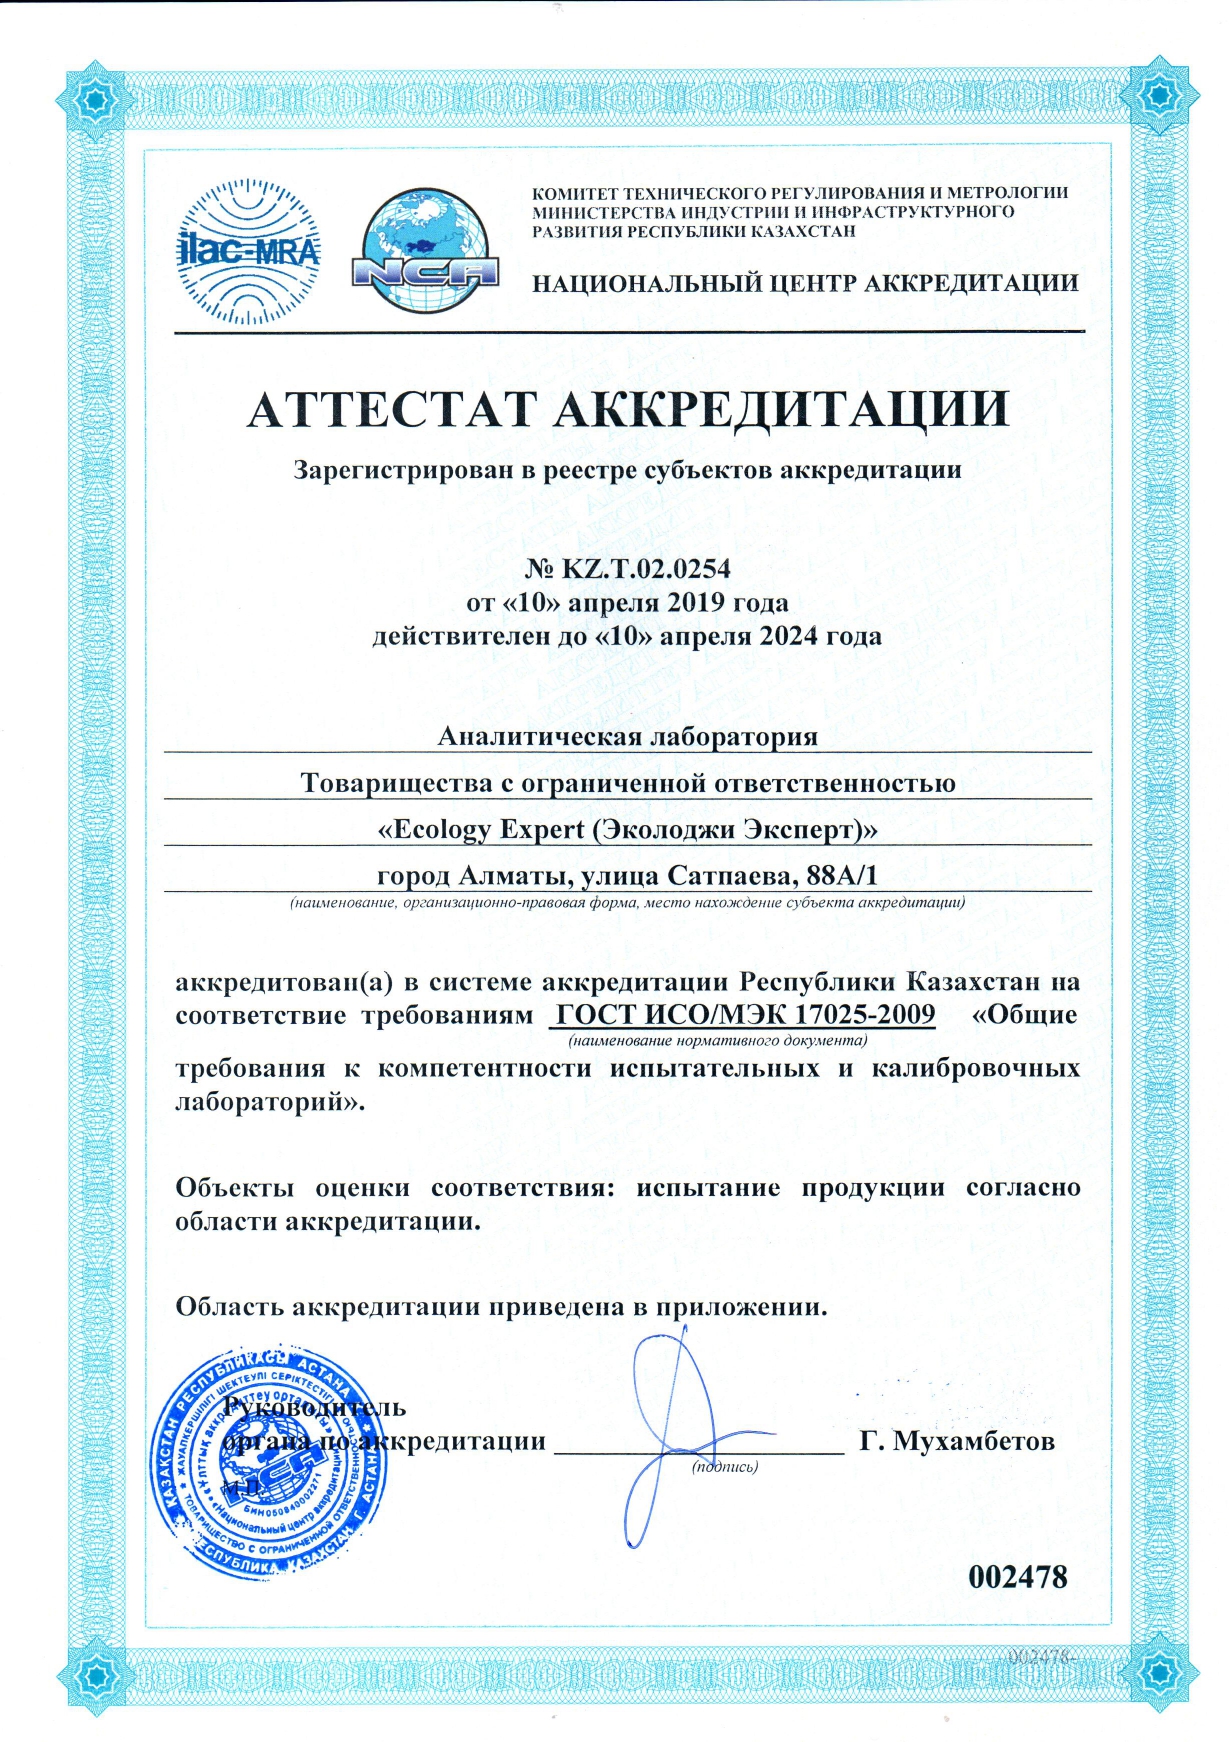 ilac-MRA
NCA
КОМИТЕТ ТЕХНИЧЕСКОГО РЕГУЛИРОВАНИЯ И МЕТРОЛОГИИ
МИНИСТЕРСТВА ИНДУСТРИИ И ИНФРАСТРУКТУРНОГО
РАЗВИТИЯ РЕСПУБЛИКИ КАЗАХСТАН
НАЦИОНАЛЬНЫЙ ЦЕНТР АККРЕДИТАЦИИ
АТТЕСТАТ АККРЕДИТАЦИИ
Зарегистрирован в реестре субъектов аккредитации
№ KZ.T.02.0254
от «10» апреля 2019 года
действителен до «10» апреля 2024 года
Аналитическая лаборатория
Товарищества с ограниченной ответственностью
«Ecology Expert (Эколоджи Эксперт)»
город Алматы, улица Сатпаева, 88А/1
(наименование, организационно-правовая форма, место нахождение субъекта аккредитации)
аккредитован(а) в системе аккредитации Республики Казахстан на
соответствие требованиям ГОСТ ИСО/МЭК 17025-2009 «Общие
(наименование нормативного документа)
требования к компетентности испытательных и калибровочных
лабораторий».
Объекты оценки соответствия: испытание продукции согласно
области аккредитации.
Область аккредитации приведена в приложении.
Руководитель
органа по аккредитации Г. Мухамбетов
(подпись)
М.П.
ҚАЗАҚСТАН РЕСПУБЛИКАСЫ АСТАНА
РЕСПУБЛИКА КАЗАХСТАН Г. АСТАНА
ЖАУАПКЕРШІЛІГІ ШЕКТЕУЛІ СЕРІКТЕСТІГІ
ТОВАРИЩЕСТВО С ОГРАНИЧЕННОЙ ОТВЕТСТВЕННОСТЬЮ
«Ұлттық аккредиттеу орталығы»
«Национальный центр аккредитации»
NCA
БИН050840002271
002478
002478